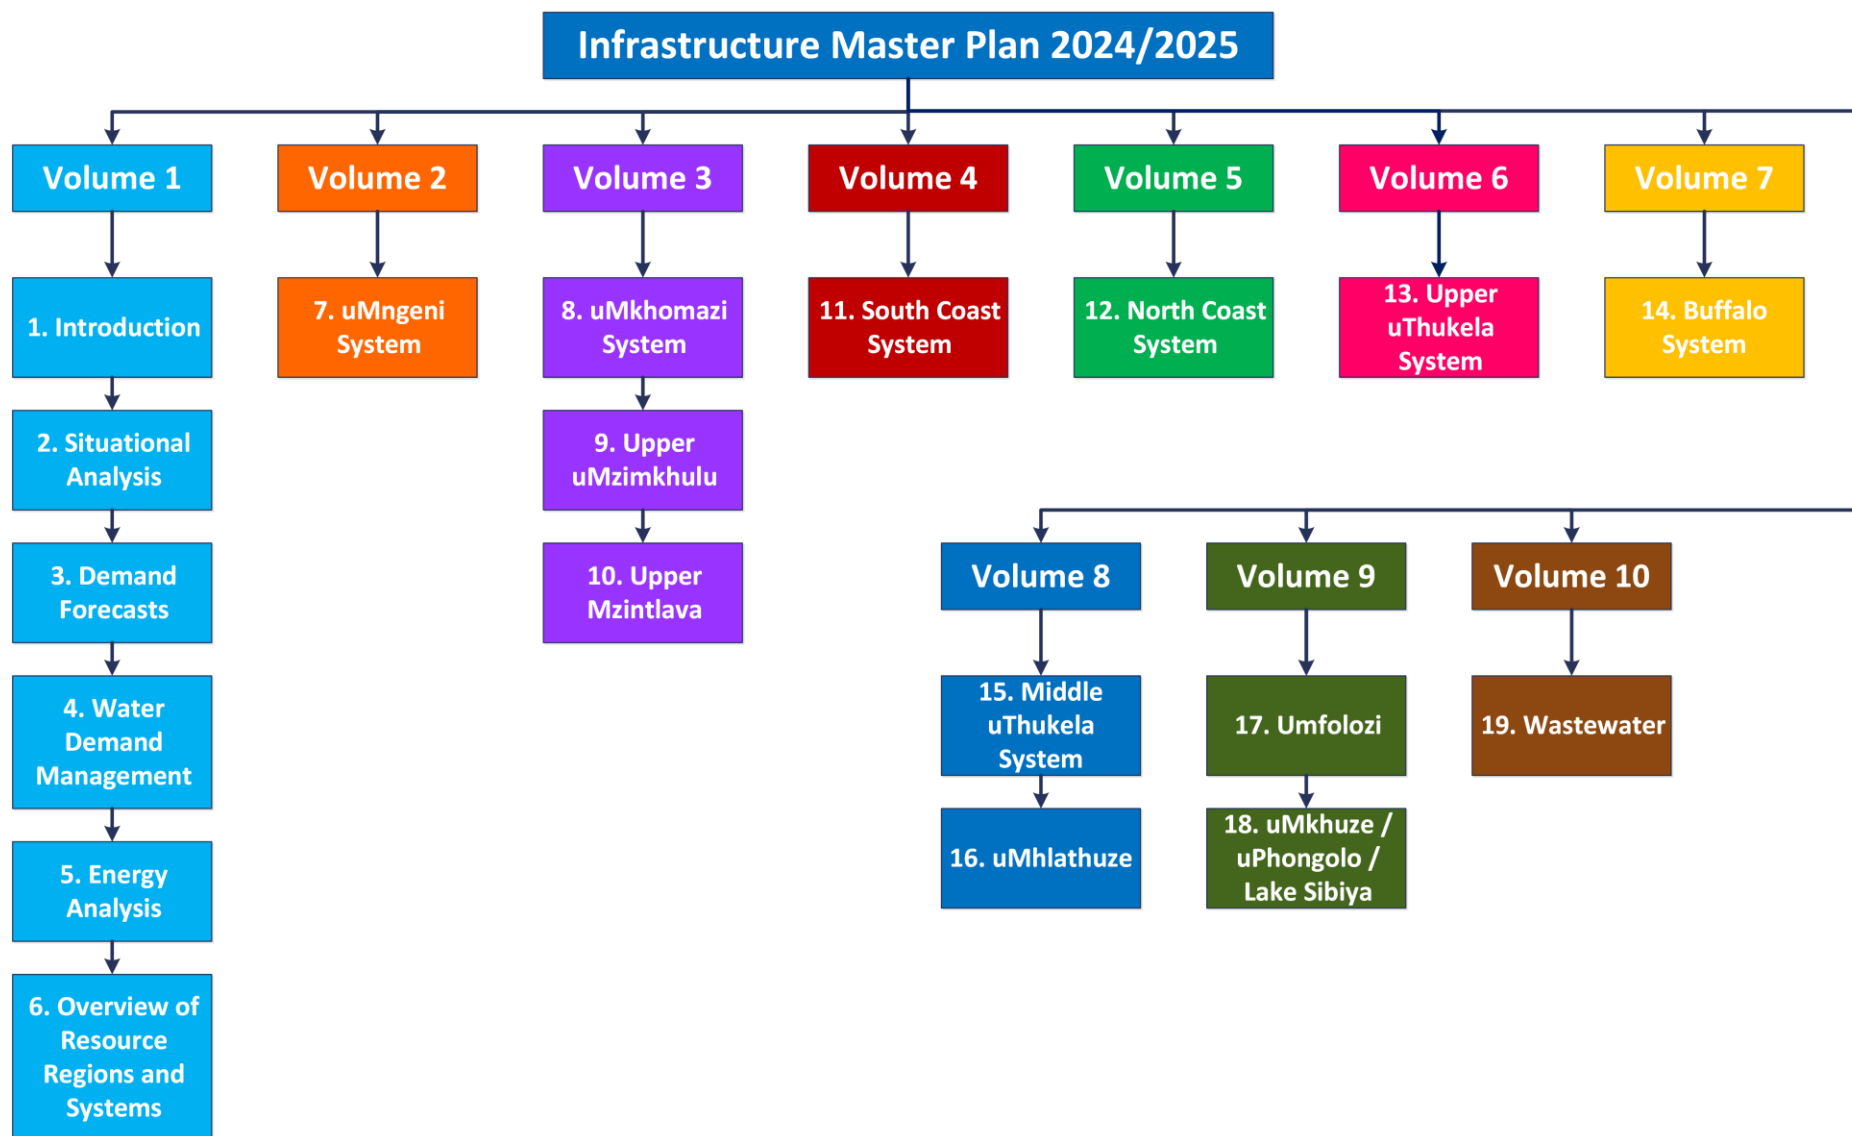 Infrastructure Master Plan 2024/2025
Volume 1
Volume 2
Volume 3
Volume 4
Volume 5
Volume 6
Volume 7
1. Introduction
7. uMngeni
System
8. uMkhomazi
System
11. South Coast
System
12. North Coast
System
13. Upper
uThukela
System
14. Buffalo
System
2. Situational
Analysis
9. Upper
uMzimkhulu
3. Demand
Forecasts
10. Upper
Mzintlava
Volume 8
Volume 9
Volume 10
4. Water
Demand
Management
15. Middle
uThukela
System
17. Umfolozi
19. Wastewater
5. Energy
Analysis
16. uMhlathuze
18. uMkhuze /
uPhongolo /
Lake Sibiya
6. Overview of
Resource
Regions and
Systems